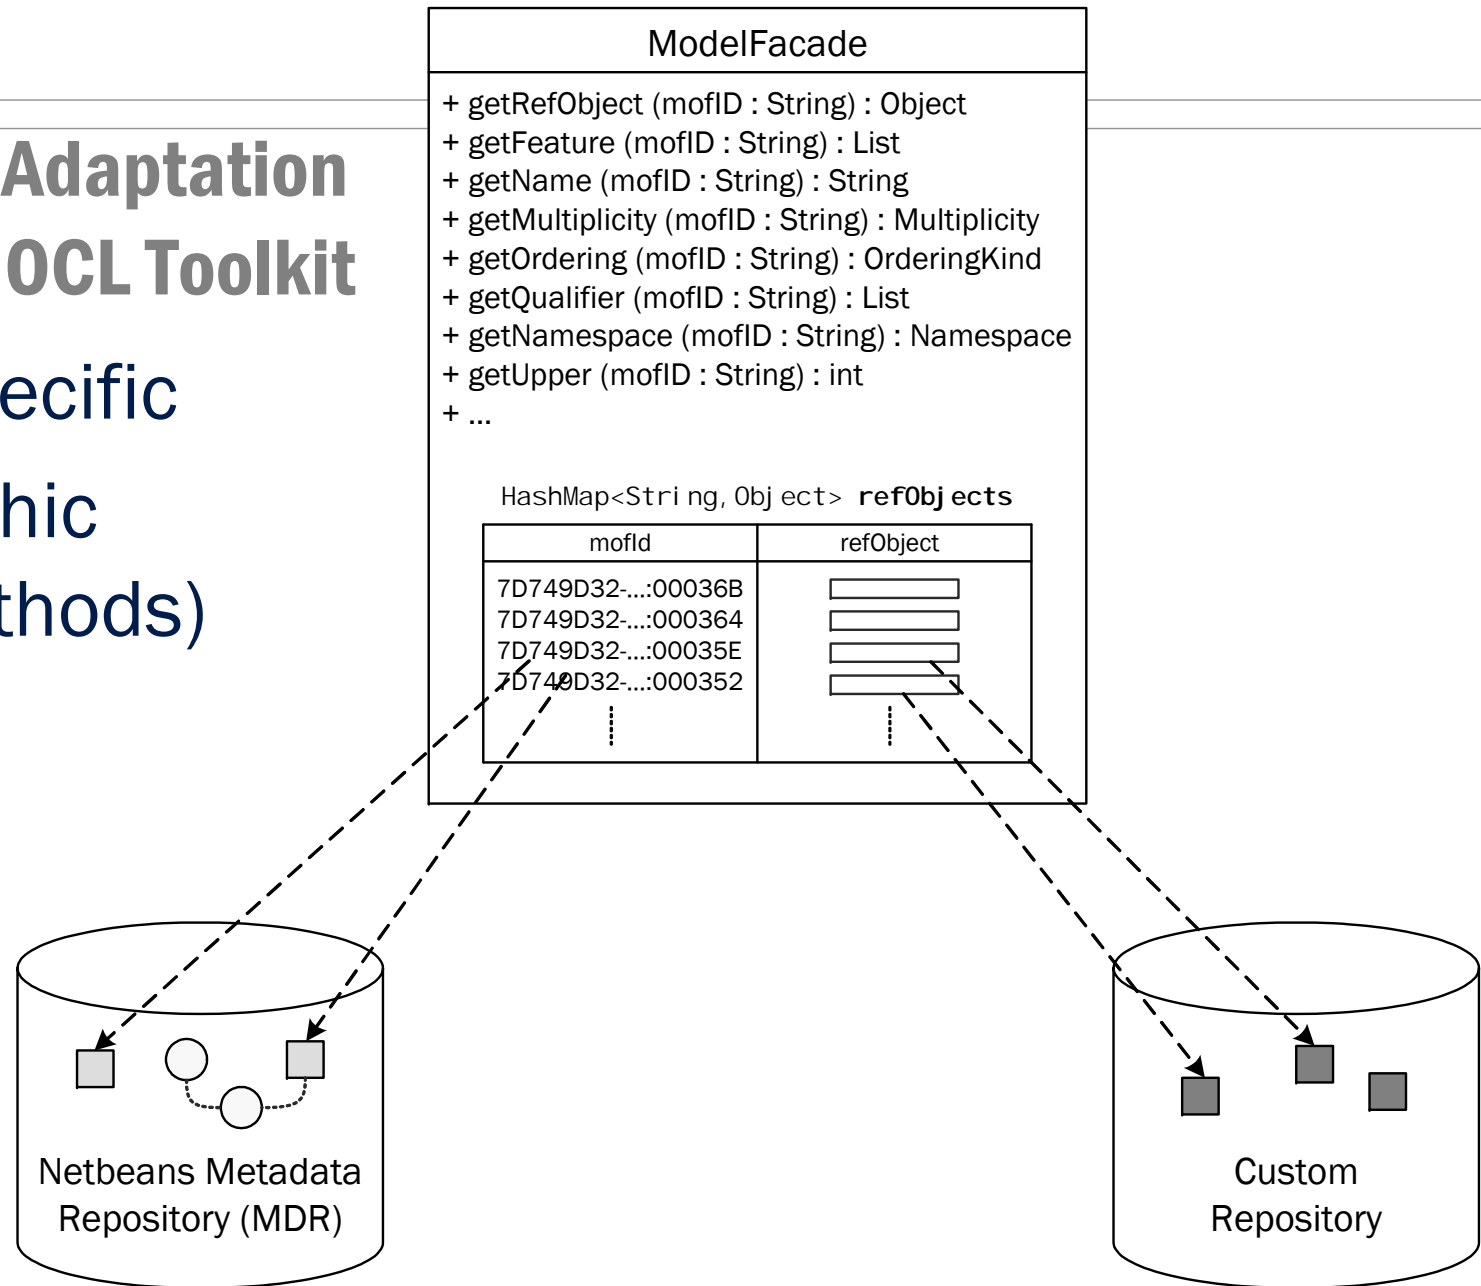 ModelFacade
+ getRefObject (mofID : String) : Object
+ getFeature (mofID : String) : List
+ getName (mofID : String) : String
+ getMultiplicity (mofID : String) : Multiplicity
+ getOrdering (mofID : String) : OrderingKind
+ getQualifier (mofID : String) : List
+ getNamespace (mofID : String) : Namespace
+ getUpper (mofID : String) : int
+ ...
Adaptation
OCL Toolkit
ecific
hic
thods)
HashMap<String,Object> refObjects
mofId refObject
7D749D32-...:00036B
7D749D32-...:000364
7D749D32-...:00035E
7D749D32-...:000352
Netbeans Metadata
Repository (MDR)
Custom
Repository